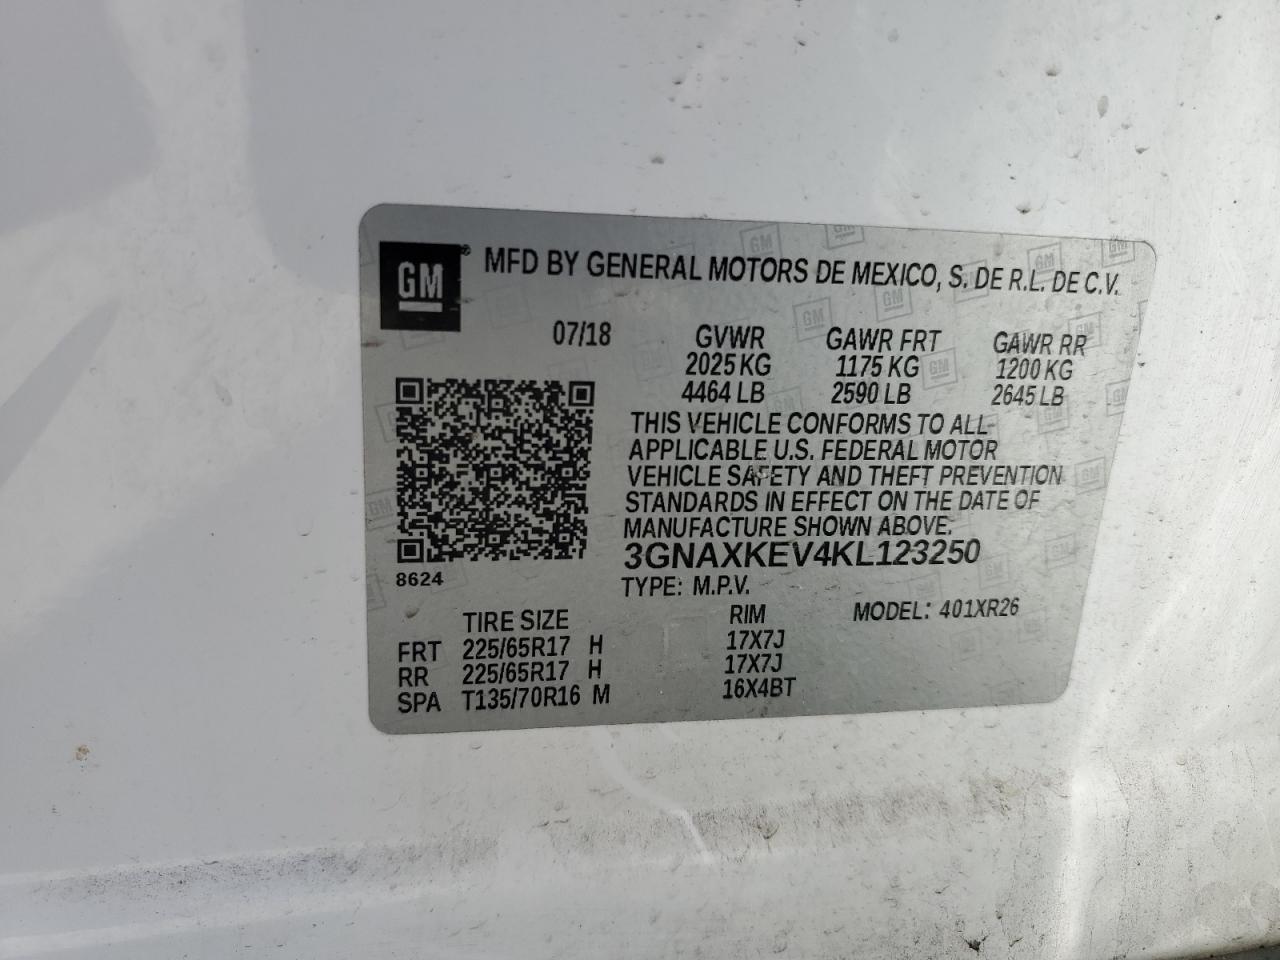 GM ® MFD BY GENERAL MOTORS DE MEXICO, S. DE R.L. DE C.V.
07/18 GVWR GAWR FRT GAWR RR
2025 KG 1175 KG 1200 KG
4464 LB 2590 LB 2645 LB
THIS VEHICLE CONFORMS TO ALL
APPLICABLE U.S. FEDERAL MOTOR
VEHICLE SAFETY AND THEFT PREVENTION
STANDARDS IN EFFECT ON THE DATE OF
MANUFACTURE SHOWN ABOVE.
3GNAXKEV4KL123250
8624 TYPE: M.P.V.
TIRE SIZE RIM MODEL: 401XR26
FRT 225/65R17 H 17X7J
RR 225/65R17 H 17X7J
SPA T135/70R16 M 16X4BT